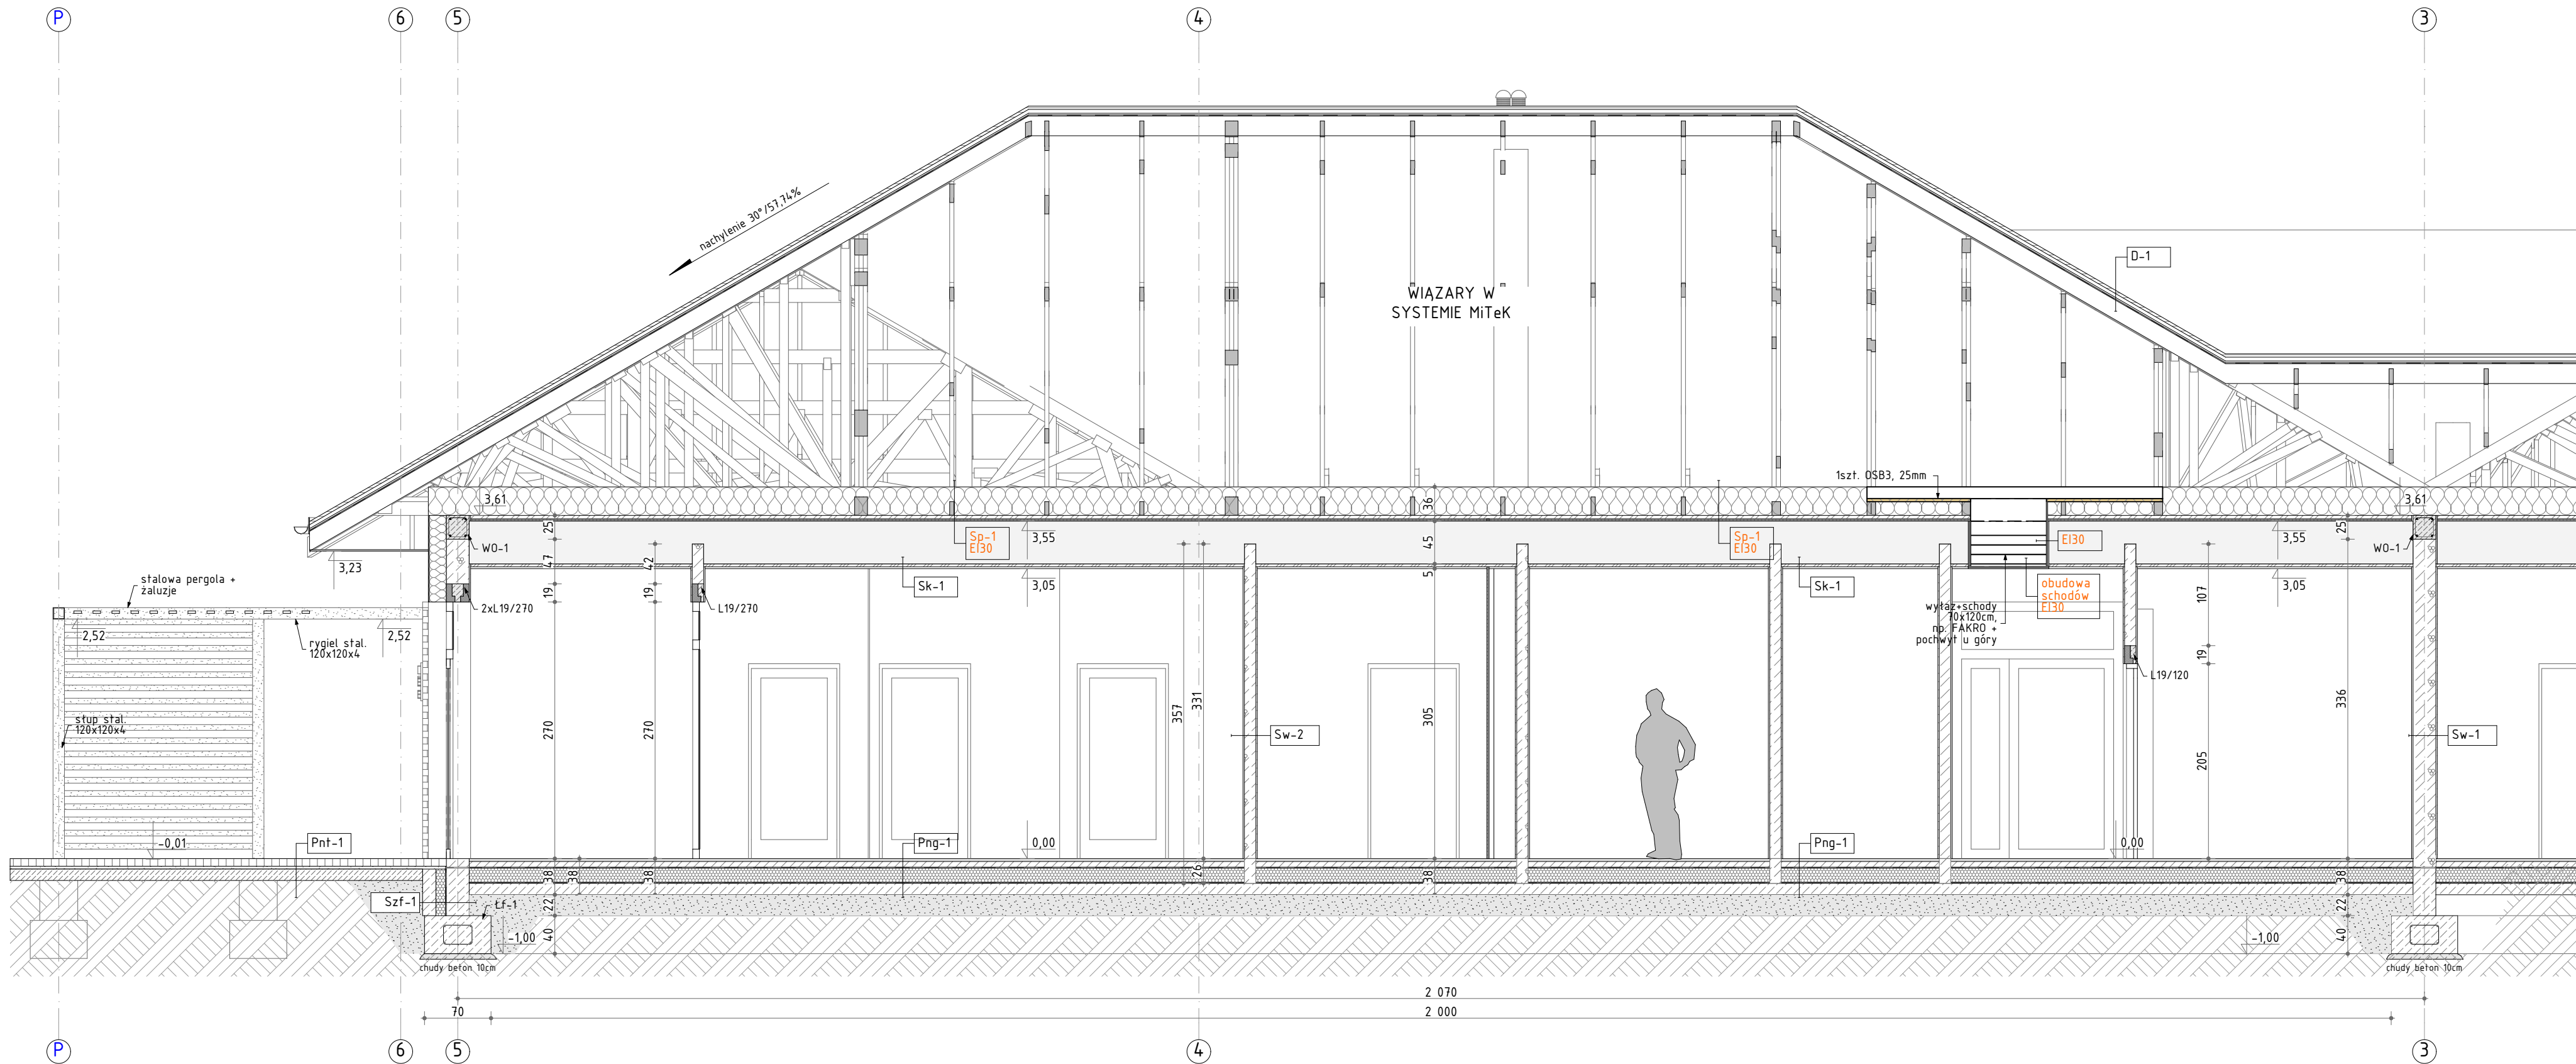 P
6
5
4
3
nachylenie 30°/57,74%
D-1
WIĄZARY W
SYSTEMIE MiTeK
1szt. OSB3, 25mm
3,61
36
3,61
25
WO-1
Sp-1
EI30
3,55
45
Sp-1
EI30
EI30
3,55
25
WO-1
3,23
47
42
5
Sk-1
3,05
Sk-1
obudowa
schodów
EI30
3,05
stalowa pergola +
żaluzje
19
2xL19/270
19
L19/270
wyłaz+schody
70x120cm,
np. FAKRO +
pochwyt u góry
107
2,52
2,52
rygiel stal.
120x120x4
19
L19/120
słup stal.
120x120x4
270
270
357
331
Sw-2
305
205
336
Sw-1
-0,01
Pnt-1
Png-1
0,00
Png-1
0,00
38
38
38
26
38
38
Szf-1
Łf-1
22
22
-1,00
40
-1,00
40
chudy beton 10cm
chudy beton 10cm
2 070
70
2 000
P
6
5
4
3